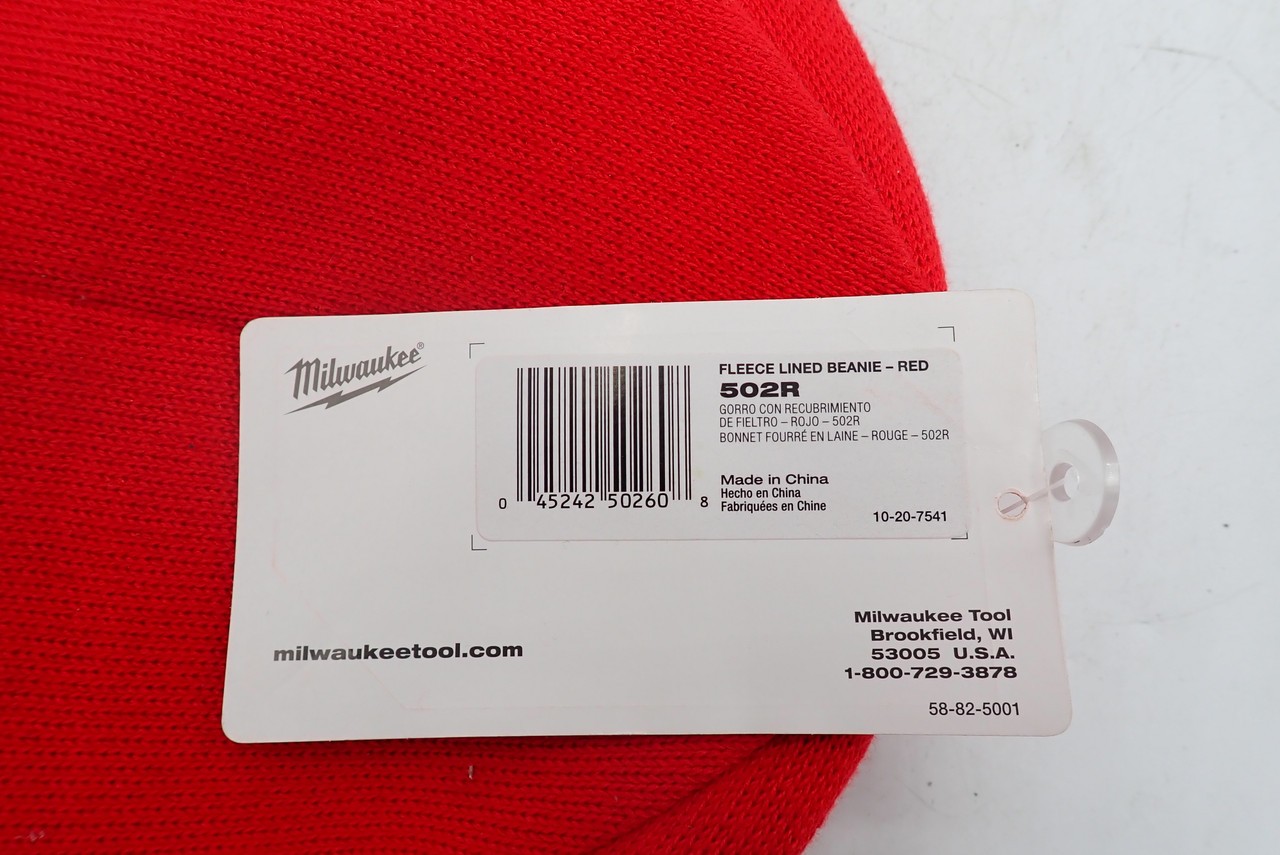 Milwaukee®
FLEECE LINED BEANIE – RED
502R
GORRO CON RECUBRIMIENTO
DE FIELTRO – ROJO – 502R
BONNET FOURRÉ EN LAINE – ROUGE – 502R
Made in China
Hecho en China
Fabriquées en Chine
10-20-7541
0 45242 50260 8
milwaukeetool.com
Milwaukee Tool
Brookfield, WI
53005 U.S.A.
1-800-729-3878
58-82-5001